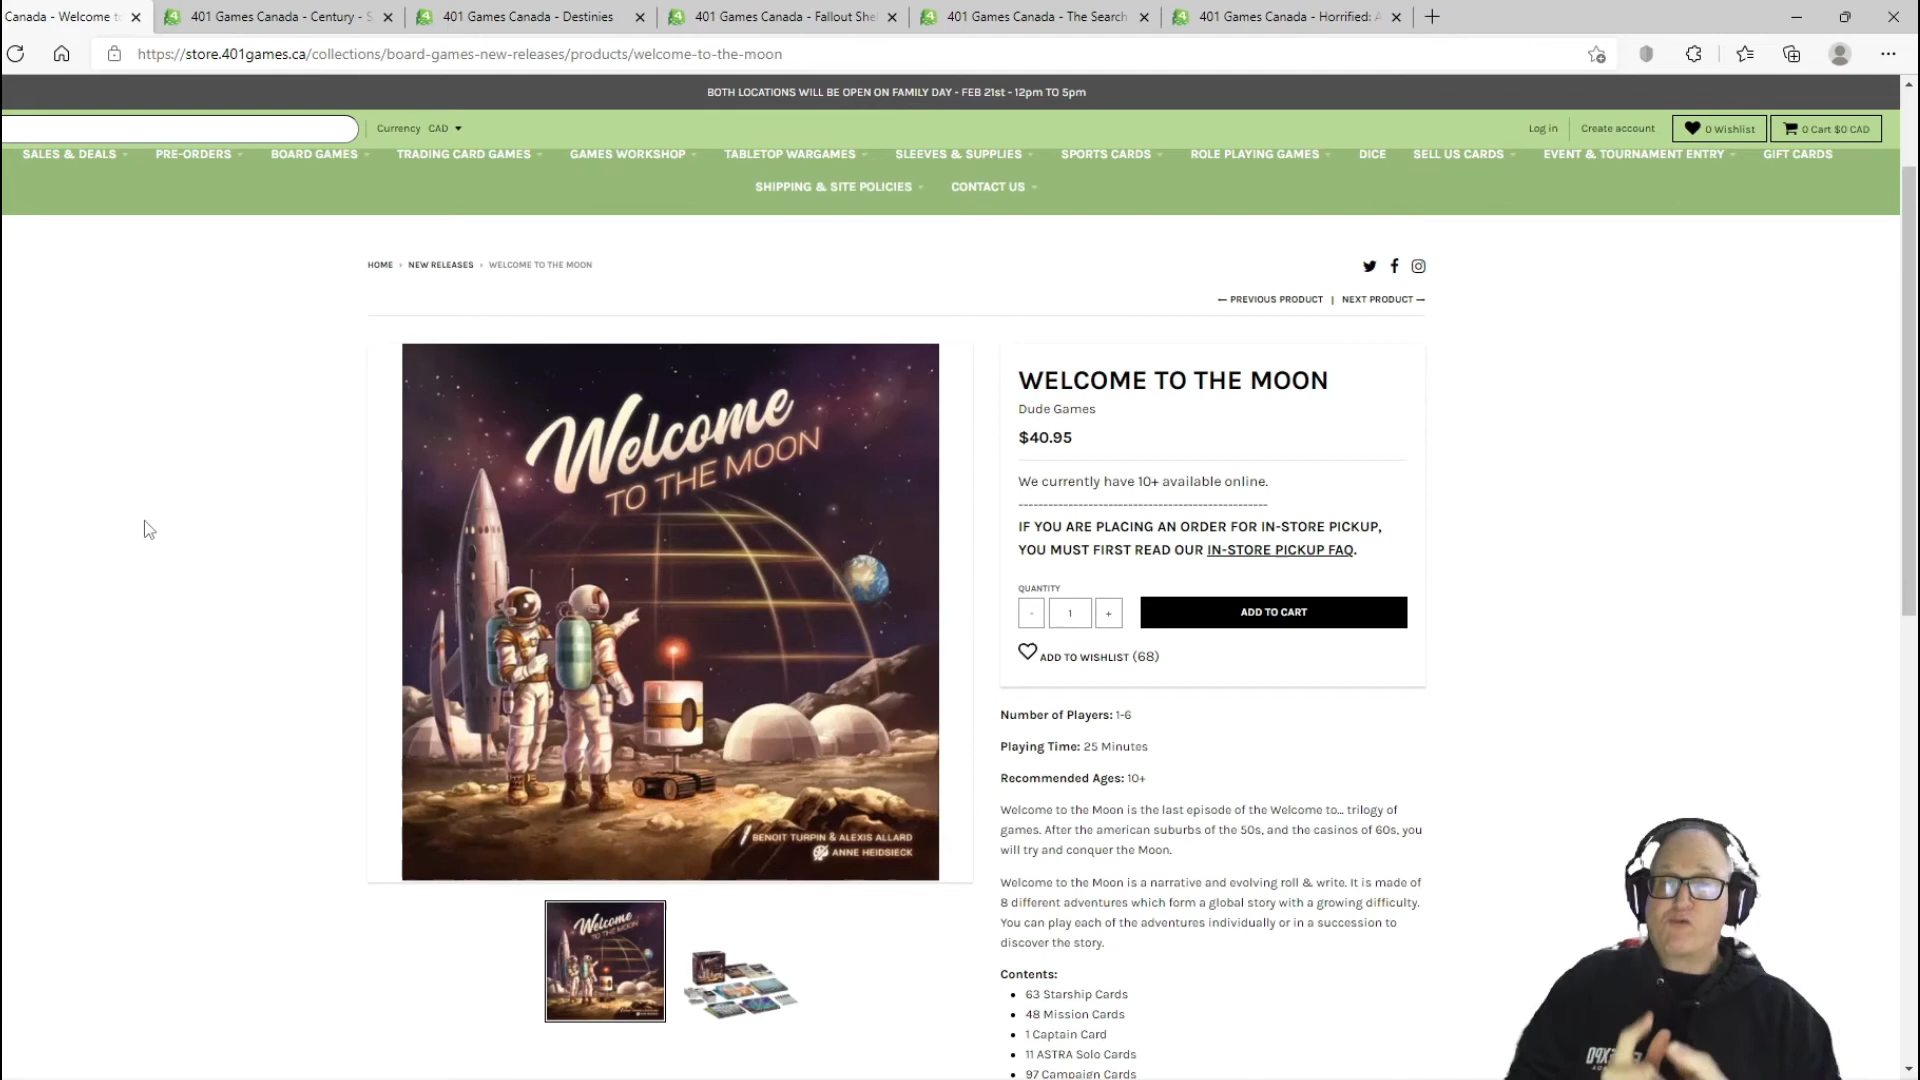 Canada - Welcome to
401 Games Canada - Century - S
401 Games Canada - Destinies
401 Games Canada - Fallout She
401 Games Canada - The Search
401 Games Canada - Horrified: A
https://store.401games.ca/collections/board-games-new-releases/products/welcome-to-the-moon
BOTH LOCATIONS WILL BE OPEN ON FAMILY DAY - FEB 21st - 12pm TO 5pm
Currency CAD
Log in
Create account
0 Wishlist
0 Cart $0 CAD
SALES & DEALS
PRE-ORDERS
BOARD GAMES
TRADING CARD GAMES
GAMES WORKSHOP
TABLETOP WARGAMES
SLEEVES & SUPPLIES
SPORTS CARDS
ROLE PLAYING GAMES
DICE
SELL US CARDS
EVENT & TOURNAMENT ENTRY
GIFT CARDS
SHIPPING & SITE POLICIES
CONTACT US
HOME › NEW RELEASES › WELCOME TO THE MOON
← PREVIOUS PRODUCT | NEXT PRODUCT →
Welcome
TO THE MOON
BENOIT TURPIN & ALEXIS ALLARD
ANNE HEIDSIECK
WELCOME TO THE MOON
Dude Games
$40.95
We currently have 10+ available online.
--------------------------------------------------
IF YOU ARE PLACING AN ORDER FOR IN-STORE PICKUP,
YOU MUST FIRST READ OUR IN-STORE PICKUP FAQ.
QUANTITY
- 1 +
ADD TO CART
ADD TO WISHLIST (68)
Number of Players: 1-6
Playing Time: 25 Minutes
Recommended Ages: 10+
Welcome to the Moon is the last episode of the Welcome to... trilogy of
games. After the american suburbs of the 50s, and the casinos of 60s, you
will try and conquer the Moon.
Welcome to the Moon is a narrative and evolving roll & write. It is made of
8 different adventures which form a global story with a growing difficulty.
You can play each of the adventures individually or in a succession to
discover the story.
Contents:
• 63 Starship Cards
• 48 Mission Cards
• 1 Captain Card
• 11 ASTRA Solo Cards
• 97 Campaign Cards
Welcome
TO THE MOON